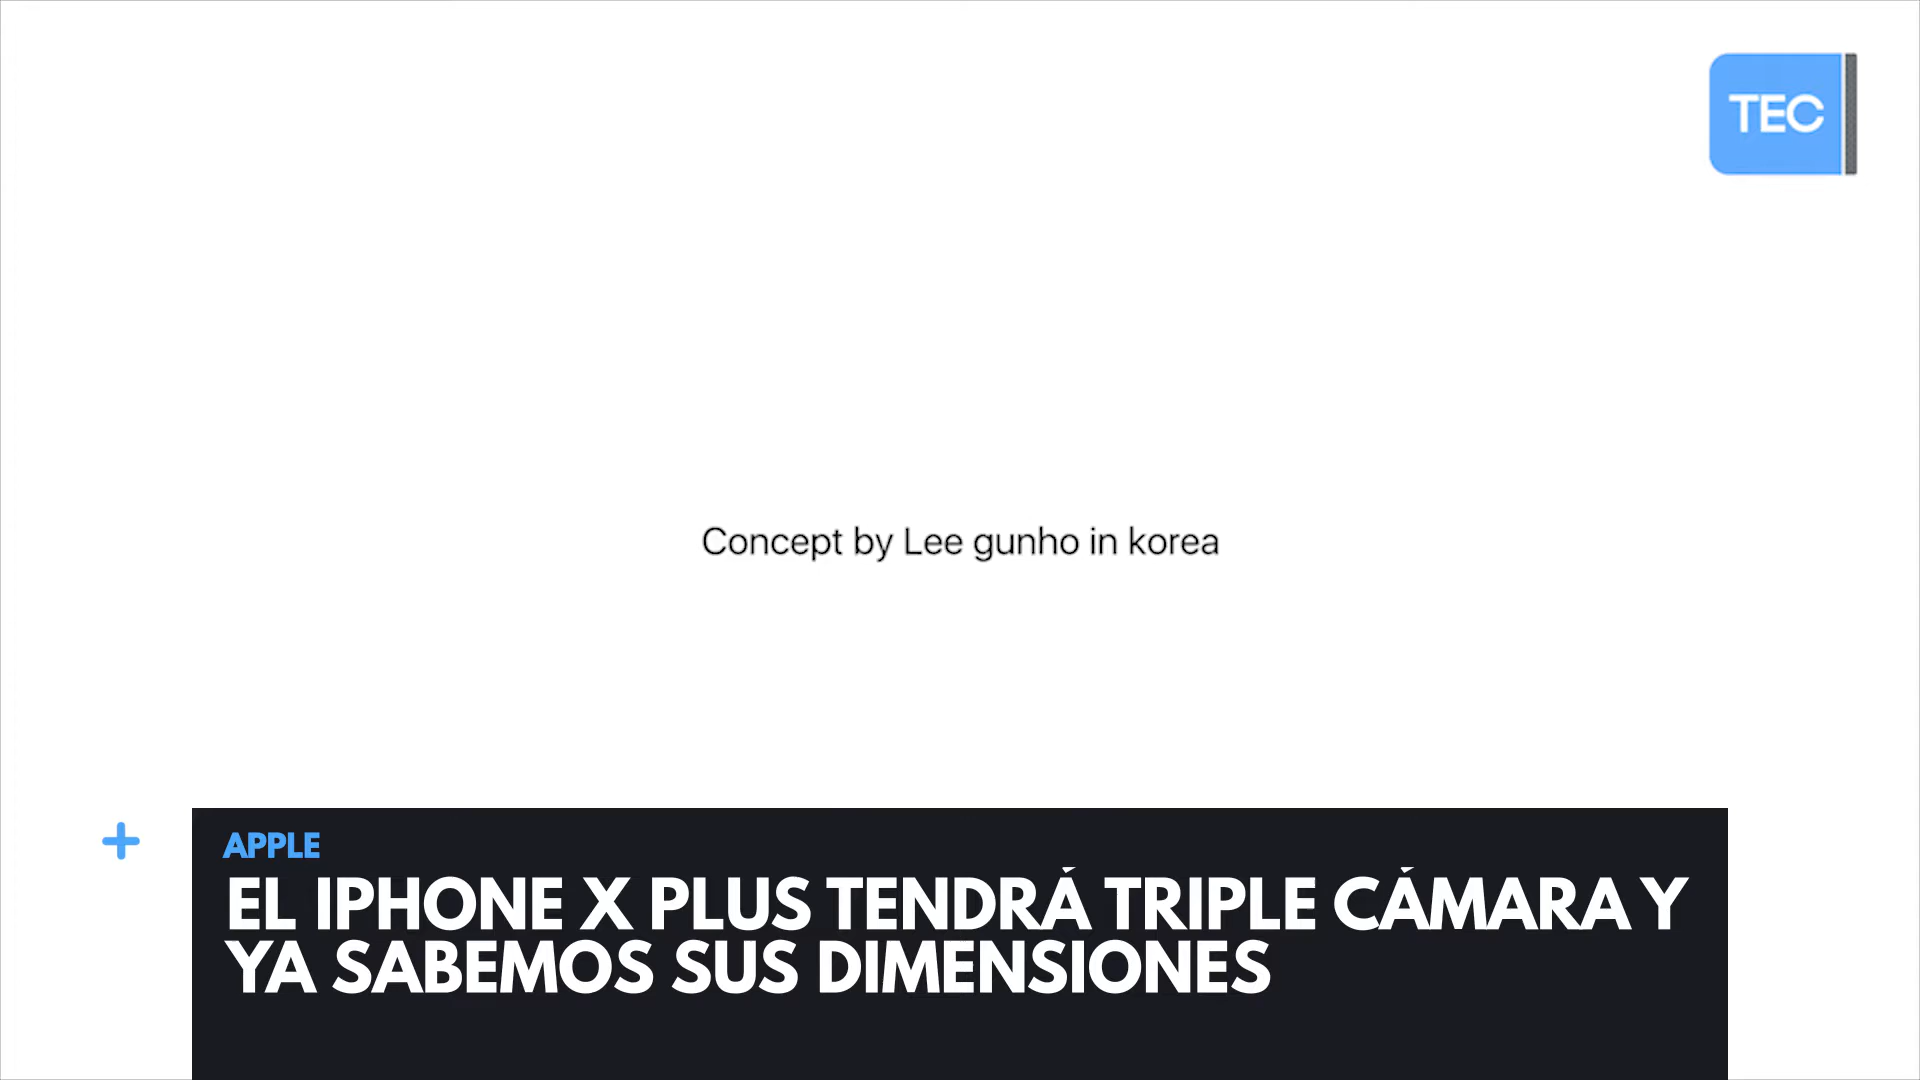 TEC
Concept by Lee gunho in korea
APPLE
EL IPHONE X PLUS TENDRÁ TRIPLE CÁMARA Y
YA SABEMOS SUS DIMENSIONES